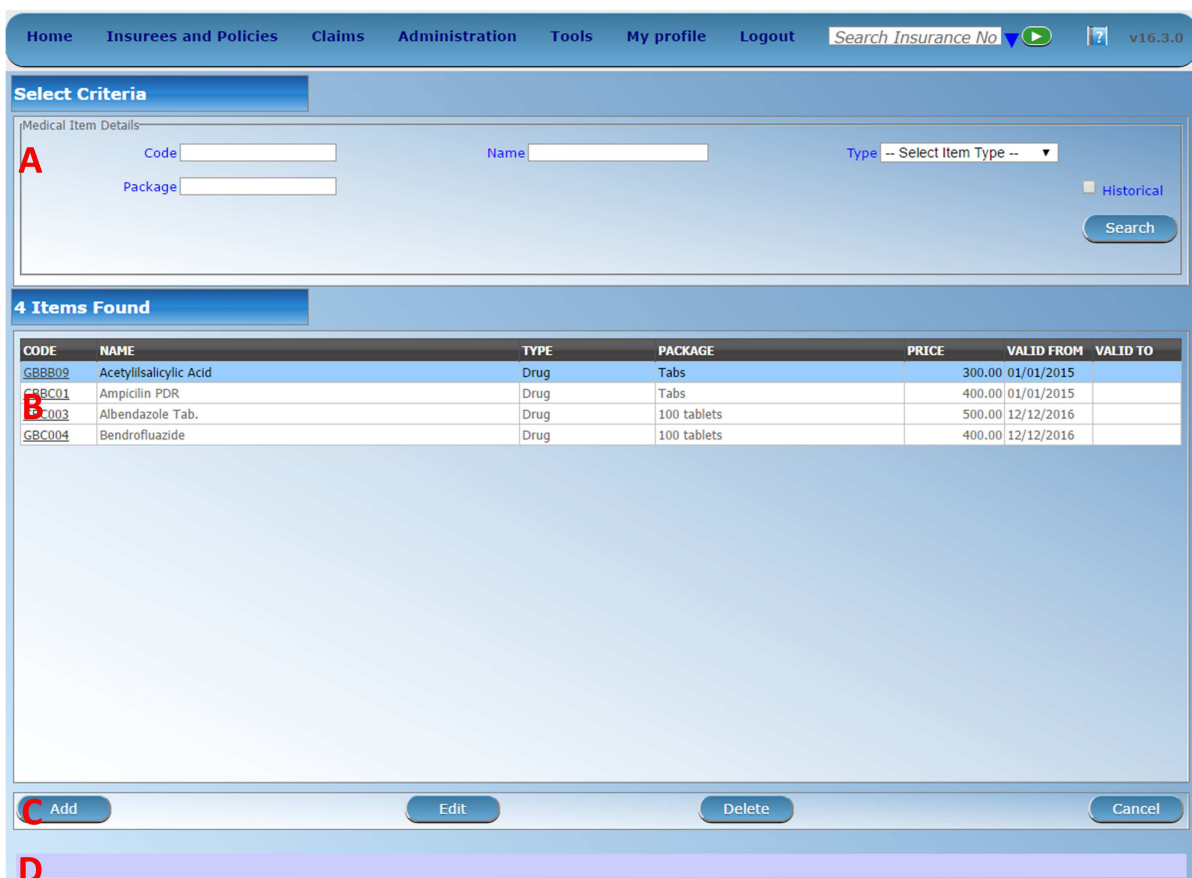 Home Insurees and Policies Claims Administration Tools My profile Logout Search Insurance No ? v16.3.0
Select Criteria
Medical Item Details
A
Code Name Type -- Select Item Type --
Package Historical
Search
4 Items Found
CODE NAME TYPE PACKAGE PRICE VALID FROM VALID TO
GBBB09 Acetylilsalicylic Acid Drug Tabs 300.00 01/01/2015
GBBC01 Ampicilin PDR Drug Tabs 400.00 01/01/2015
B
GBC003 Albendazole Tab. Drug 100 tablets 500.00 12/12/2016
GBC004 Bendrofluazide Drug 100 tablets 400.00 12/12/2016
C Add Edit Delete Cancel
D